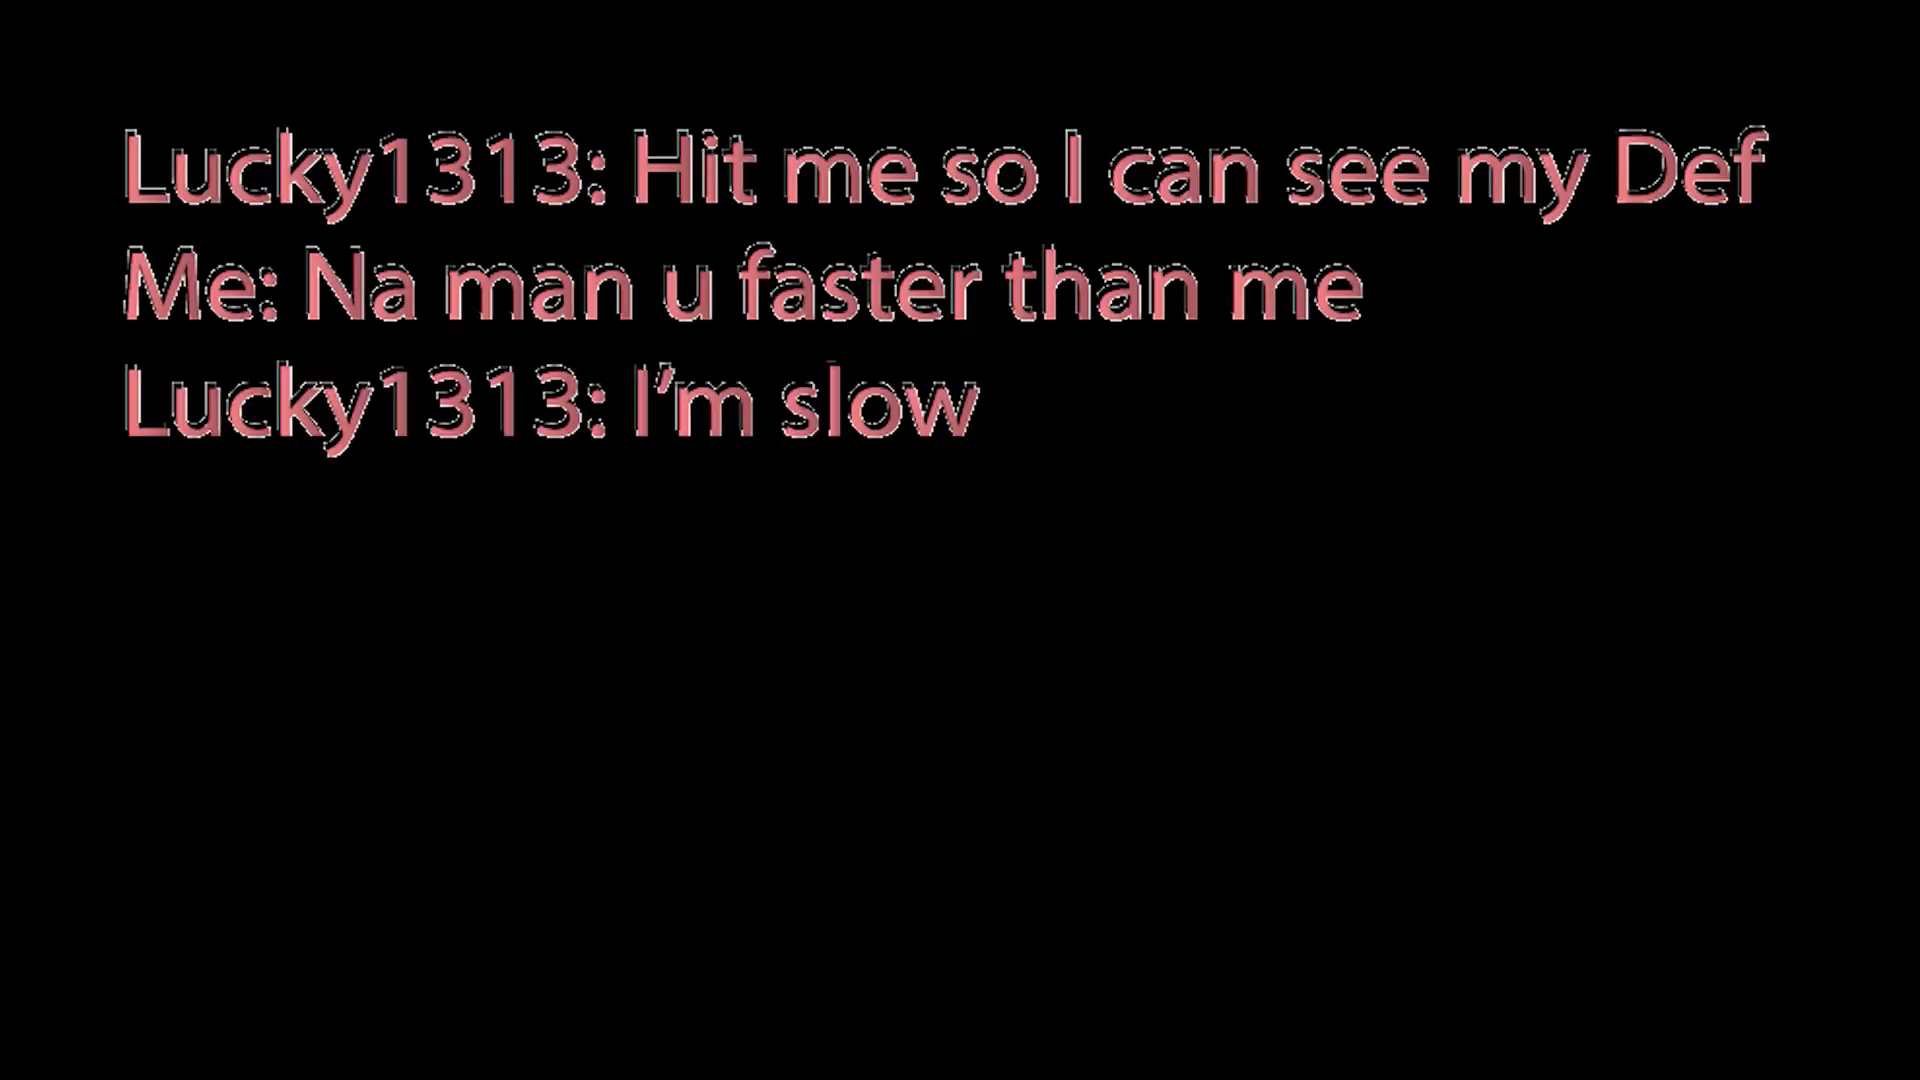 Lucky1313: Hit me so I can see my Def
Me: Na man u faster than me
Lucky1313: I'm slow